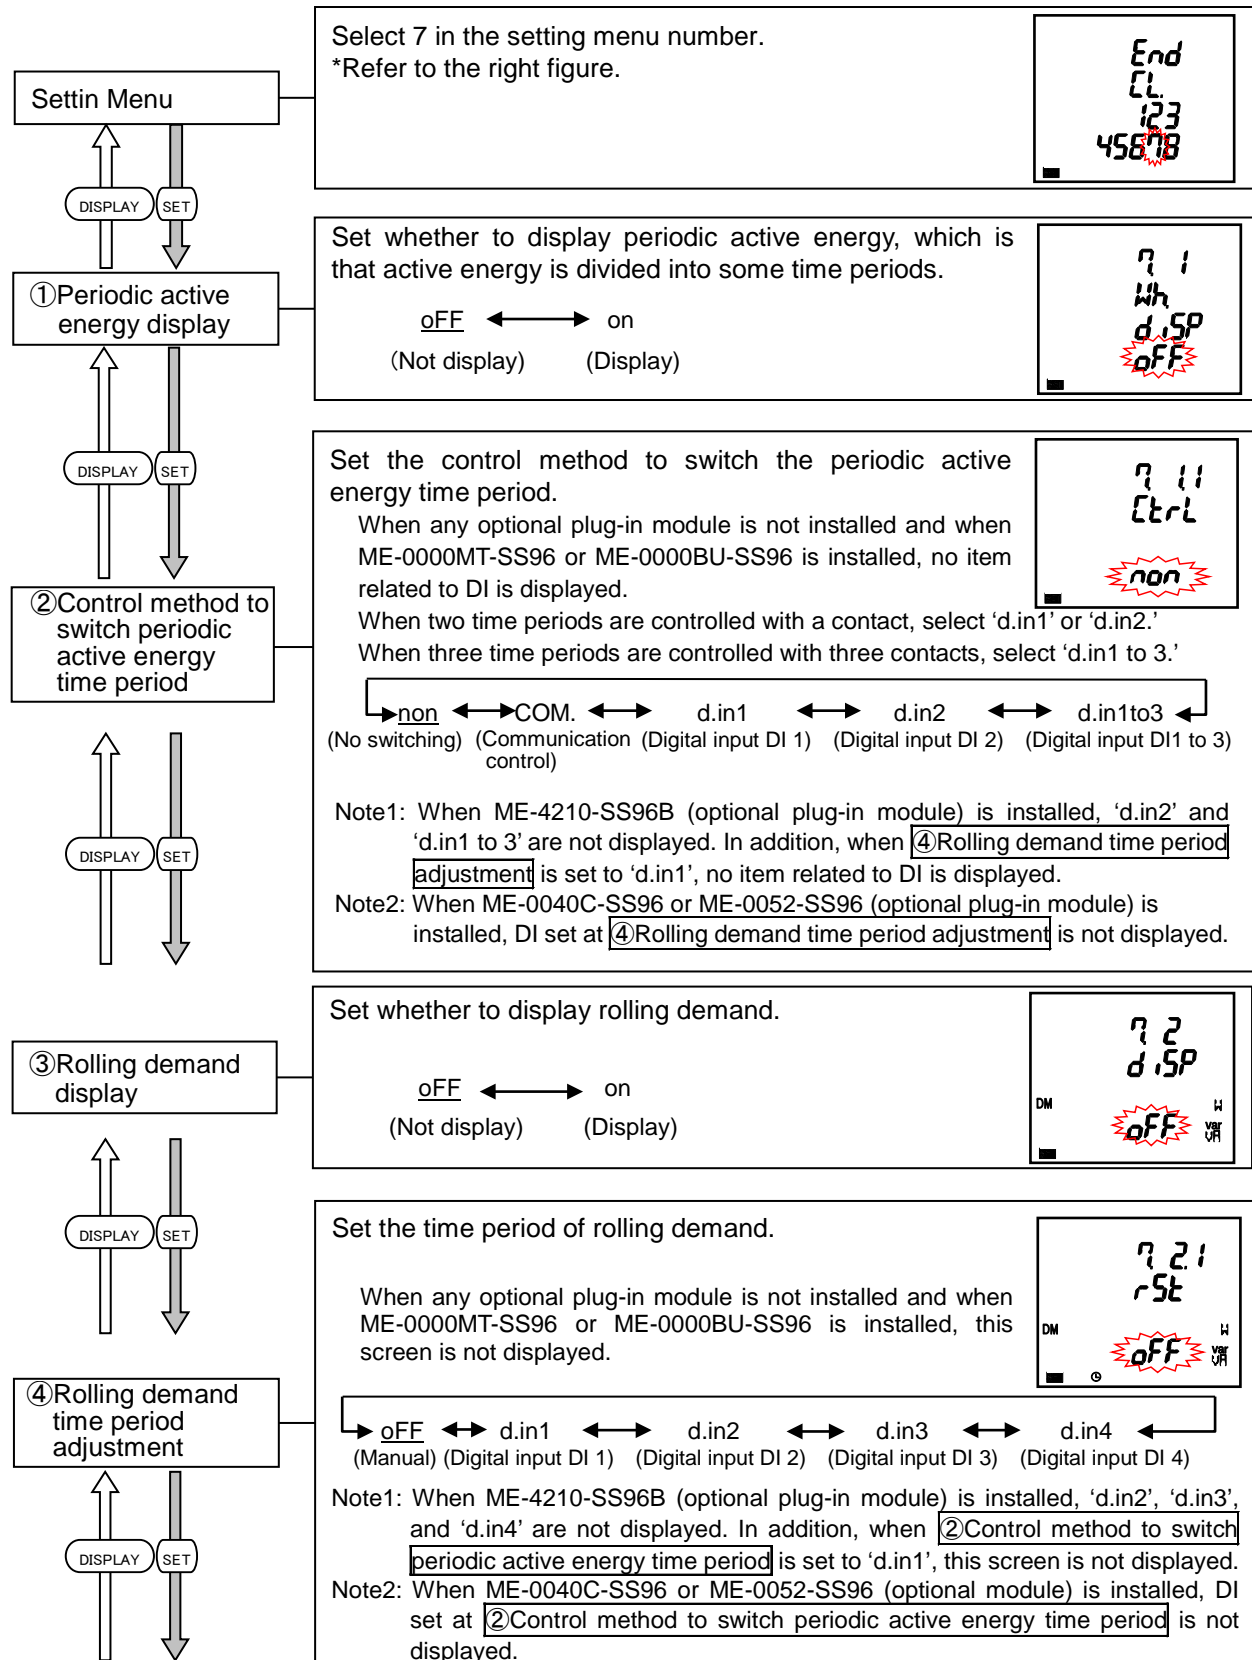 Select 7 in the setting menu number.
*Refer to the right figure.
End
CL.
123
45678
Settin Menu
DISPLAY
SET
Set whether to display periodic active energy, which is
that active energy is divided into some time periods.
oFF
on
(Not display)
(Display)
7. 1
Wh
diSP
oFF
①Periodic active
energy display
DISPLAY
SET
Set the control method to switch the periodic active
energy time period.
When any optional plug-in module is not installed and when
ME-0000MT-SS96 or ME-0000BU-SS96 is installed, no item
related to DI is displayed.
When two time periods are controlled with a contact, select ‘d.in1’ or ‘d.in2.’
When three time periods are controlled with three contacts, select ‘d.in1 to 3.’
7. 1.1
CtrL
non
②Control method to
switch periodic
active energy
time period
non COM. d.in1 d.in2 d.in1to3
(No switching) (Communication (Digital input DI 1) (Digital input DI 2) (Digital input DI1 to 3)
control)
Note1: When ME-4210-SS96B (optional plug-in module) is installed, ‘d.in2’ and
‘d.in1 to 3’ are not displayed. In addition, when ④Rolling demand time period
adjustment is set to ‘d.in1’, no item related to DI is displayed.
Note2: When ME-0040C-SS96 or ME-0052-SS96 (optional plug-in module) is
installed, DI set at ④Rolling demand time period adjustment is not displayed.
DISPLAY
SET
Set whether to display rolling demand.
oFF
on
(Not display)
(Display)
7. 2
diSP
DM
W
oFF
var
VA
③Rolling demand
display
DISPLAY
SET
Set the time period of rolling demand.
When any optional plug-in module is not installed and when
ME-0000MT-SS96 or ME-0000BU-SS96 is installed, this
screen is not displayed.
7. 2.1
rSt
DM
W
oFF
var
VA
④Rolling demand
time period
adjustment
oFF d.in1 d.in2 d.in3 d.in4
(Manual) (Digital input DI 1) (Digital input DI 2) (Digital input DI 3) (Digital input DI 4)
Note1: When ME-4210-SS96B (optional plug-in module) is installed, ‘d.in2’, ‘d.in3’,
and ‘d.in4’ are not displayed. In addition, when ②Control method to switch
periodic active energy time period is set to ‘d.in1’, this screen is not displayed.
Note2: When ME-0040C-SS96 or ME-0052-SS96 (optional module) is installed, DI
set at ②Control method to switch periodic active energy time period is not
displayed.
DISPLAY
SET